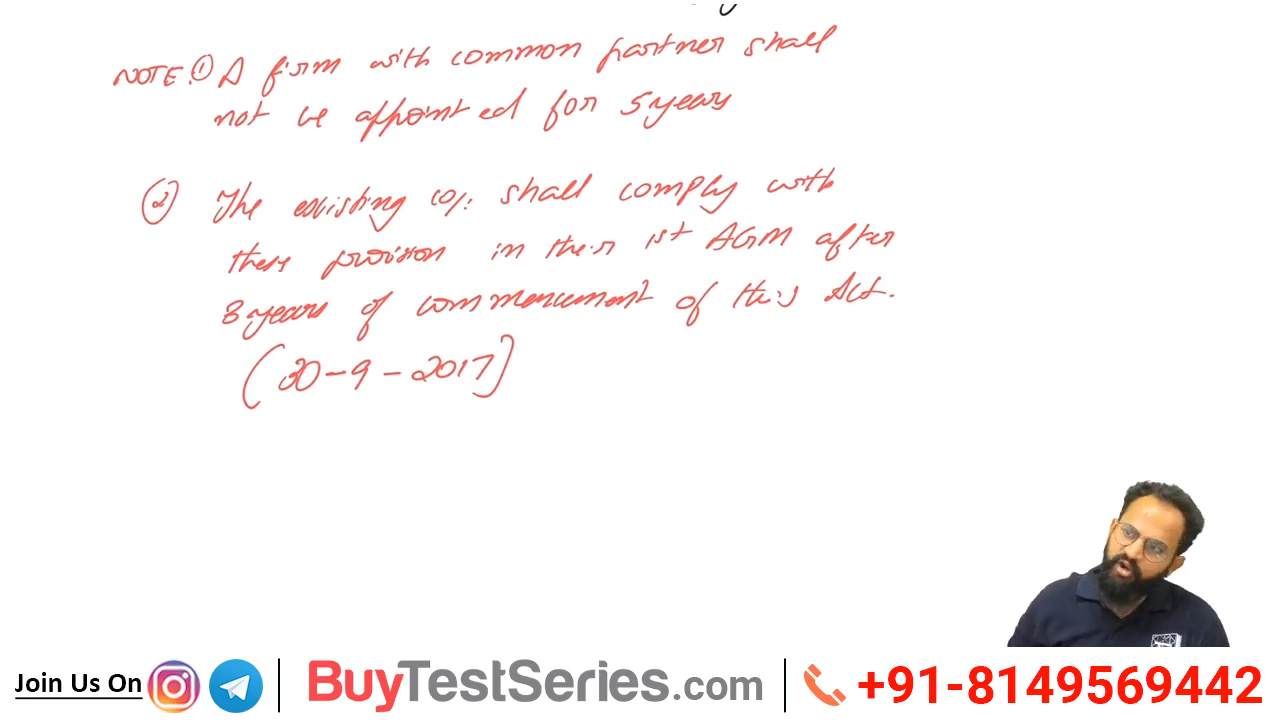 NOTE: ① A firm with common partner shall
not be appointed for 5 years
② The existing co/. shall comply with
these provision in their 1st AGM after
3 years of commencement of this Act.
(30-9-2017)
Join Us On
BuyTestSeries.com
+91-8149569442